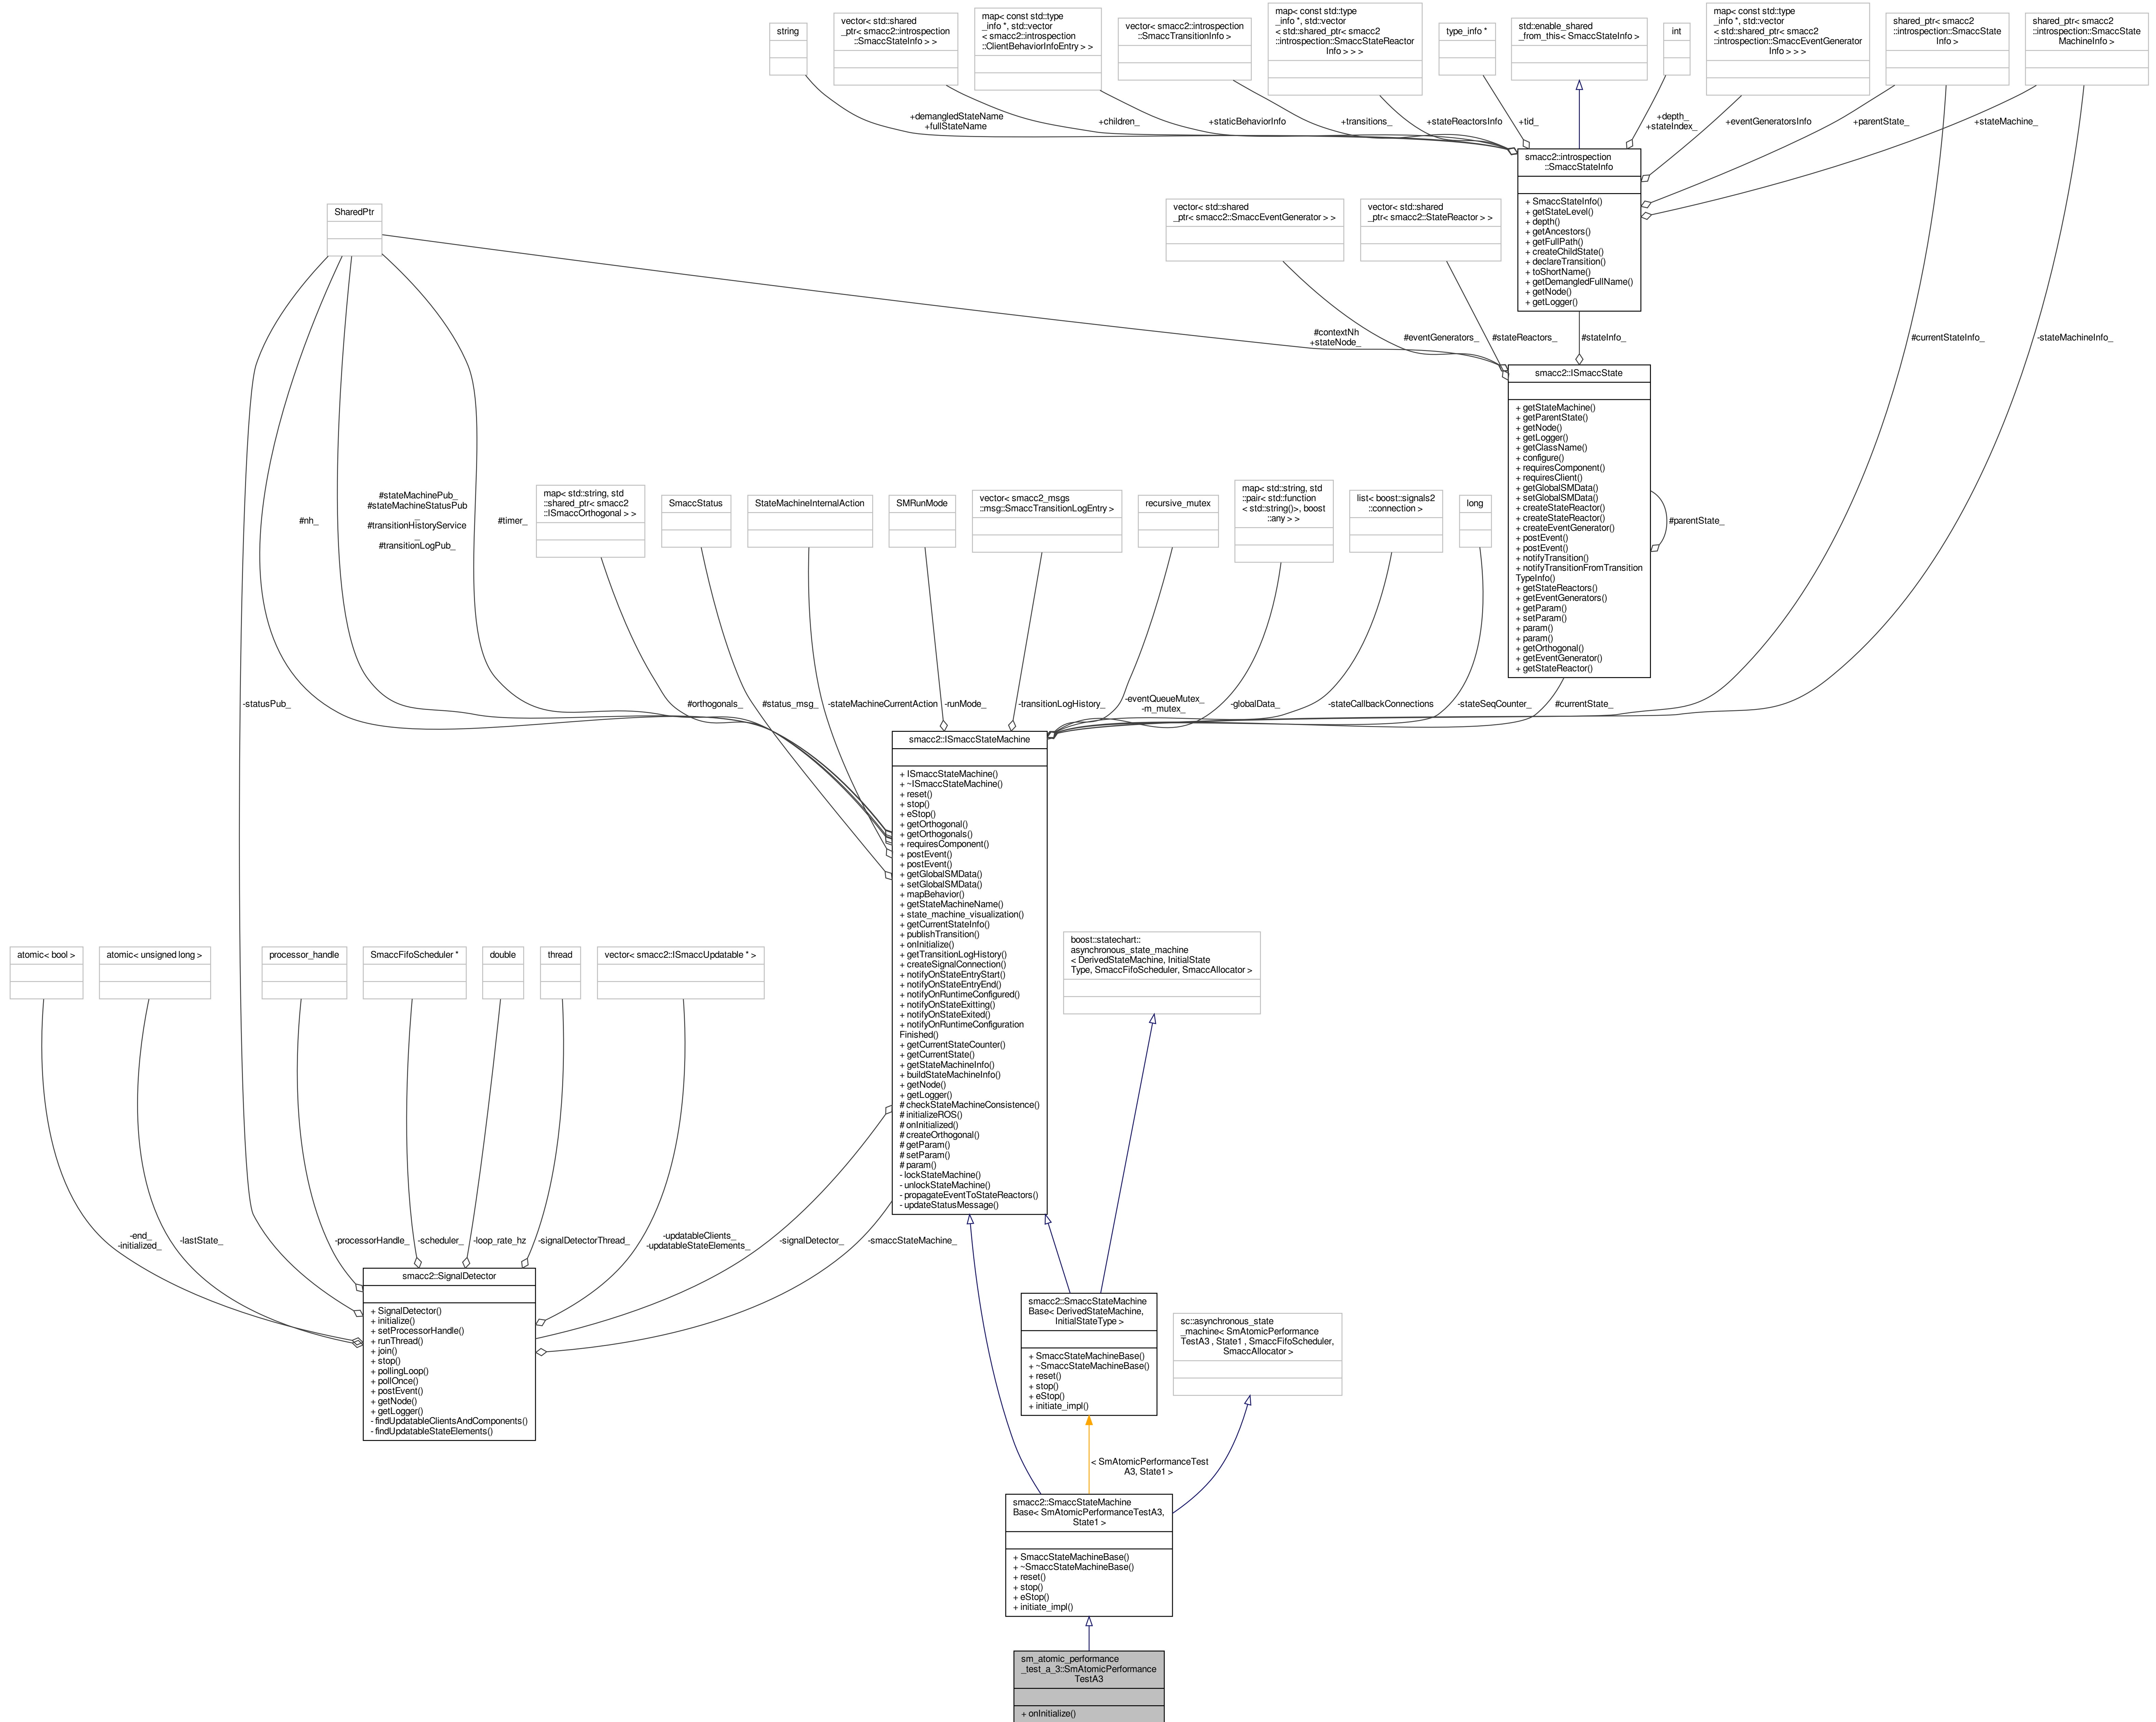 string
vector< std::shared
_ptr< smacc2::introspection
::SmaccStateInfo > >
map< const std::type
_info *, std::vector
< smacc2::introspection
::ClientBehaviorInfoEntry > >
vector< smacc2::introspection
::SmaccTransitionInfo >
map< const std::type
_info *, std::vector
< std::shared_ptr< smacc2
::introspection::SmaccStateReactor
Info > > >
type_info *
std::enable_shared
_from_this< SmaccStateInfo >
int
map< const std::type
_info *, std::vector
< std::shared_ptr< smacc2
::introspection::SmaccEventGenerator
Info > > >
shared_ptr< smacc2
::introspection::SmaccState
Info >
shared_ptr< smacc2
::introspection::SmaccState
MachineInfo >
+demangledStateName
+fullStateName
+children_
+staticBehaviorInfo
+transitions_
+stateReactorsInfo
+tid_
+depth_
+stateIndex_
+eventGeneratorsInfo
+parentState_
+stateMachine_
smacc2::introspection
::SmaccStateInfo
+ SmaccStateInfo()
+ getStateLevel()
+ depth()
+ getAncestors()
+ getFullPath()
+ createChildState()
+ declareTransition()
+ toShortName()
+ getDemangledFullName()
+ getNode()
+ getLogger()
SharedPtr
vector< std::shared
_ptr< smacc2::SmaccEventGenerator > >
vector< std::shared
_ptr< smacc2::StateReactor > >
#contextNh
+stateNode_
#eventGenerators_
#stateReactors_
#stateInfo_
#currentStateInfo_
-stateMachineInfo_
smacc2::ISmaccState
+ getStateMachine()
+ getParentState()
+ getNode()
+ getLogger()
+ getClassName()
+ configure()
+ requiresComponent()
+ requiresClient()
+ getGlobalSMData()
+ setGlobalSMData()
+ createStateReactor()
+ createStateReactor()
+ createEventGenerator()
+ postEvent()
+ postEvent()
+ notifyTransition()
+ notifyTransitionFromTransition
TypeInfo()
+ getStateReactors()
+ getEventGenerators()
+ getParam()
+ setParam()
+ param()
+ param()
+ getOrthogonal()
+ getEventGenerator()
+ getStateReactor()
#parentState_
#nh_
#stateMachinePub_
#stateMachineStatusPub
_
#transitionHistoryService
_
#transitionLogPub_
#timer_
map< std::string, std
::shared_ptr< smacc2
::ISmaccOrthogonal > >
SmaccStatus
StateMachineInternalAction
SMRunMode
vector< smacc2_msgs
::msg::SmaccTransitionLogEntry >
recursive_mutex
map< std::string, std
::pair< std::function
< std::string()>, boost
::any > >
list< boost::signals2
::connection >
long
-statusPub_
#orthogonals_
#status_msg_
-stateMachineCurrentAction
-runMode_
-transitionLogHistory_
-eventQueueMutex_
-m_mutex_
-globalData_
-stateCallbackConnections
-stateSeqCounter_
#currentState_
smacc2::ISmaccStateMachine
+ ISmaccStateMachine()
+ ~ISmaccStateMachine()
+ reset()
+ stop()
+ eStop()
+ getOrthogonal()
+ getOrthogonals()
+ requiresComponent()
+ postEvent()
+ postEvent()
+ getGlobalSMData()
+ setGlobalSMData()
+ mapBehavior()
+ getStateMachineName()
+ state_machine_visualization()
+ getCurrentStateInfo()
+ publishTransition()
+ onInitialize()
+ getTransitionLogHistory()
+ createSignalConnection()
+ notifyOnStateEntryStart()
+ notifyOnStateEntryEnd()
+ notifyOnRuntimeConfigured()
+ notifyOnStateExitting()
+ notifyOnStateExited()
+ notifyOnRuntimeConfiguration
Finished()
+ getCurrentStateCounter()
+ getCurrentState()
+ getStateMachineInfo()
+ buildStateMachineInfo()
+ getNode()
+ getLogger()
# checkStateMachineConsistence()
# initializeROS()
# onInitialized()
# createOrthogonal()
# getParam()
# setParam()
# param()
- lockStateMachine()
- unlockStateMachine()
- propagateEventToStateReactors()
- updateStatusMessage()
atomic< bool >
atomic< unsigned long >
processor_handle
SmaccFifoScheduler *
double
thread
vector< smacc2::ISmaccUpdatable * >
boost::statechart::
asynchronous_state_machine
< DerivedStateMachine, InitialState
Type, SmaccFifoScheduler, SmaccAllocator >
-end_
-initialized_
-lastState_
-processorHandle_
-scheduler_
-loop_rate_hz
-signalDetectorThread_
-updatableClients_
-updatableStateElements_
-signalDetector_
-smaccStateMachine_
smacc2::SignalDetector
+ SignalDetector()
+ initialize()
+ setProcessorHandle()
+ runThread()
+ join()
+ stop()
+ pollingLoop()
+ pollOnce()
+ postEvent()
+ getNode()
+ getLogger()
- findUpdatableClientsAndComponents()
- findUpdatableStateElements()
smacc2::SmaccStateMachine
Base< DerivedStateMachine,
InitialStateType >
+ SmaccStateMachineBase()
+ ~SmaccStateMachineBase()
+ reset()
+ stop()
+ eStop()
+ initiate_impl()
sc::asynchronous_state
_machine< SmAtomicPerformance
TestA3 , State1 , SmaccFifoScheduler,
SmaccAllocator >
< SmAtomicPerformanceTest
A3, State1 >
smacc2::SmaccStateMachine
Base< SmAtomicPerformanceTestA3,
State1 >
+ SmaccStateMachineBase()
+ ~SmaccStateMachineBase()
+ reset()
+ stop()
+ eStop()
+ initiate_impl()
sm_atomic_performance
_test_a_3::SmAtomicPerformance
TestA3
+ onInitialize()